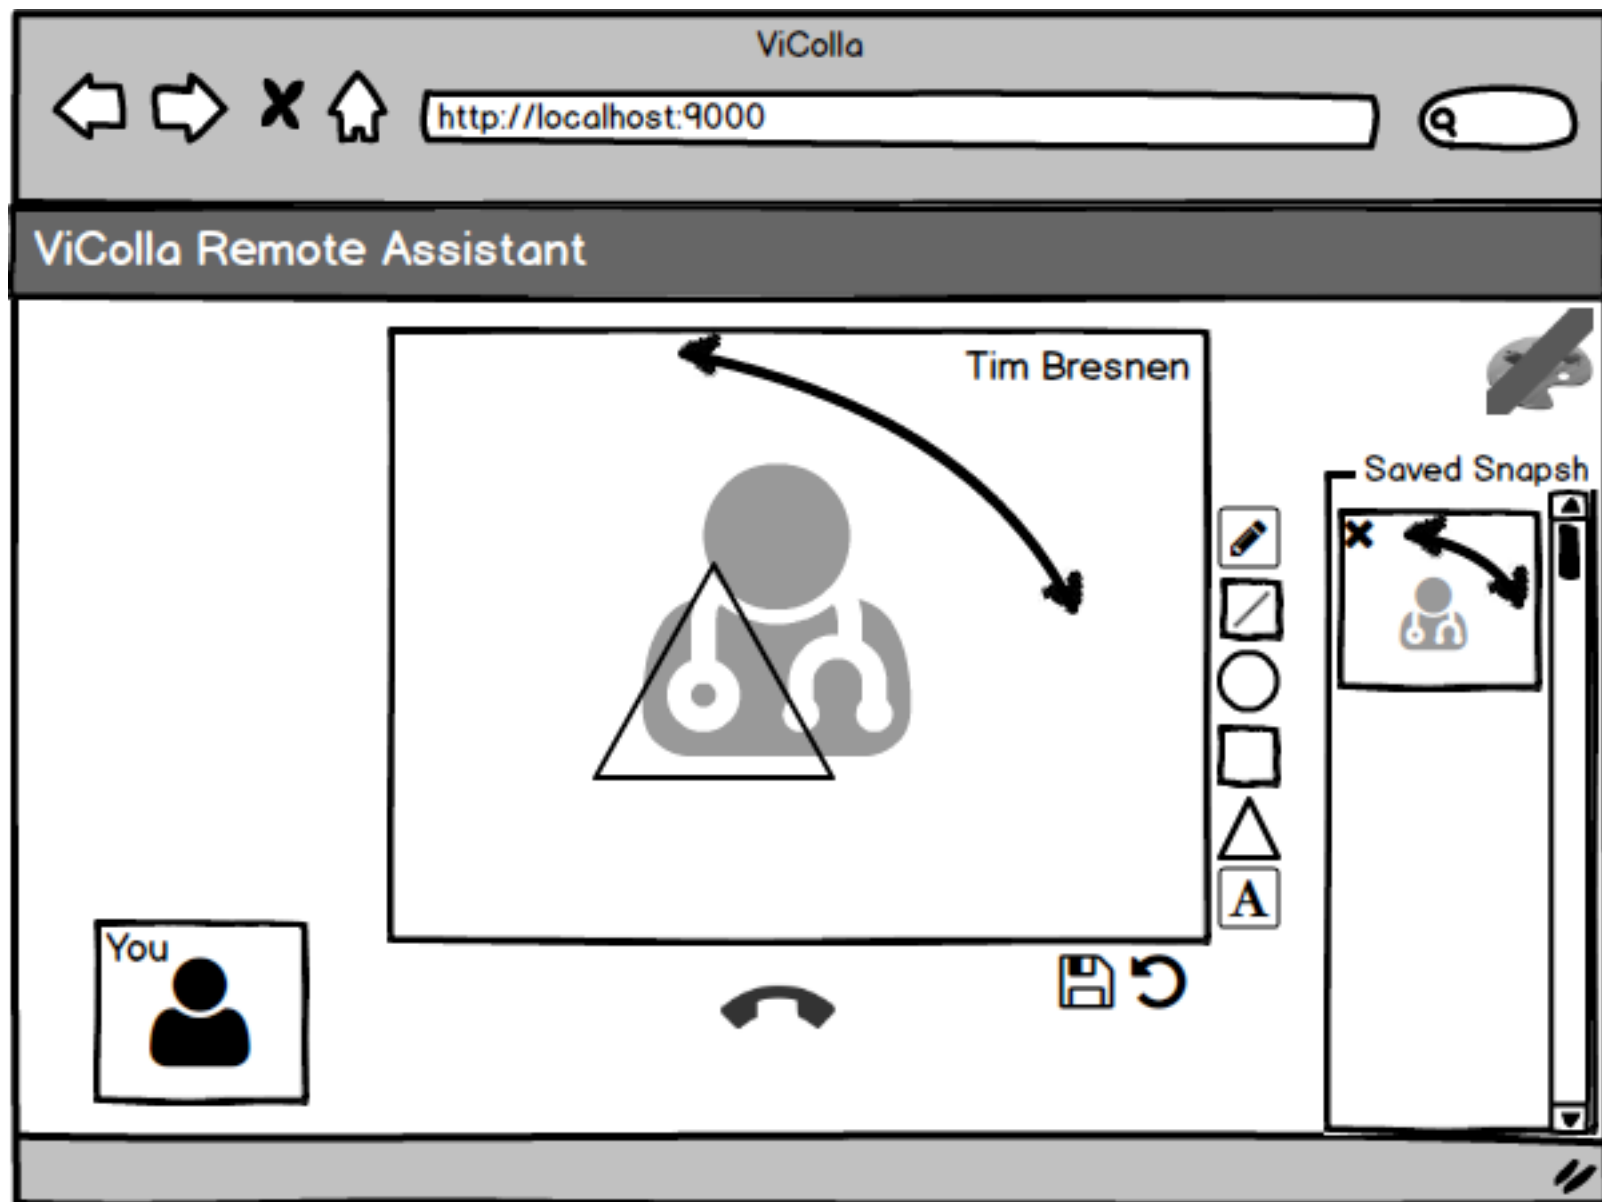 ViColla
http://localhost:9000
ViColla Remote Assistant
Tim Bresnen
Saved Snapsh
A
You